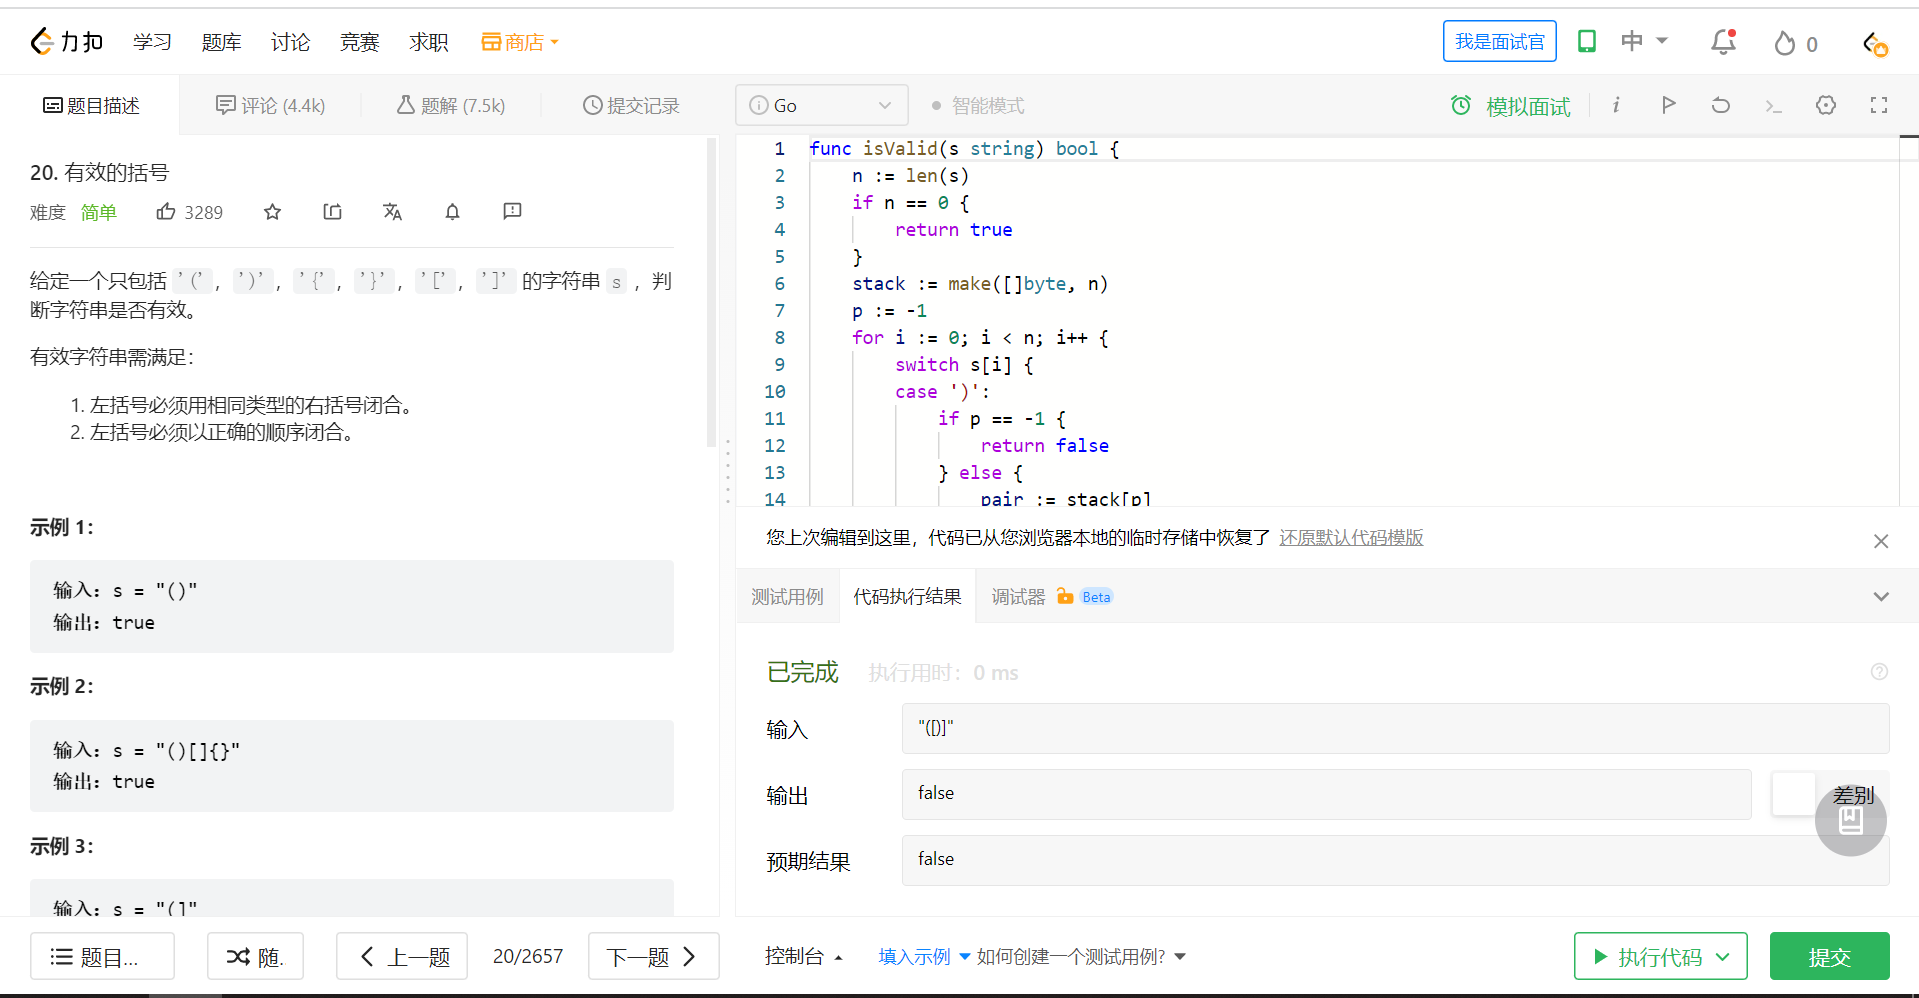 力扣 学习 题库 讨论 竞赛 求职 商店 我是面试官 中 0
题目描述 评论 (4.4k) 题解 (7.5k) 提交记录 Go 智能模式 模拟面试
20. 有效的括号
难度 简单 3289
给定一个只包括 '('，')'，'{'，'}'，'['，']' 的字符串 s ，判
断字符串是否有效。
有效字符串需满足：
1. 左括号必须用相同类型的右括号闭合。
2. 左括号必须以正确的顺序闭合。
示例 1：
输入：s = "()"
输出：true
示例 2：
输入：s = "()[]{}"
输出：true
示例 3：
输入：s = "(]"
题目... 随. 上一题 20/2657 下一题
1 func isValid(s string) bool {
2     n := len(s)
3     if n == 0 {
4         return true
5     }
6     stack := make([]byte, n)
7     p := -1
8     for i := 0; i < n; i++ {
9         switch s[i] {
10         case ')':
11             if p == -1 {
12                 return false
13             } else {
14                 pair := stack[p]
您上次编辑到这里，代码已从您浏览器本地的临时存储中恢复了 还原默认代码模版
测试用例 代码执行结果 调试器 Beta
已完成 执行用时：0 ms
输入 "([)]"
输出 false 差别
预期结果 false
控制台 填入示例 如何创建一个测试用例? 执行代码 提交